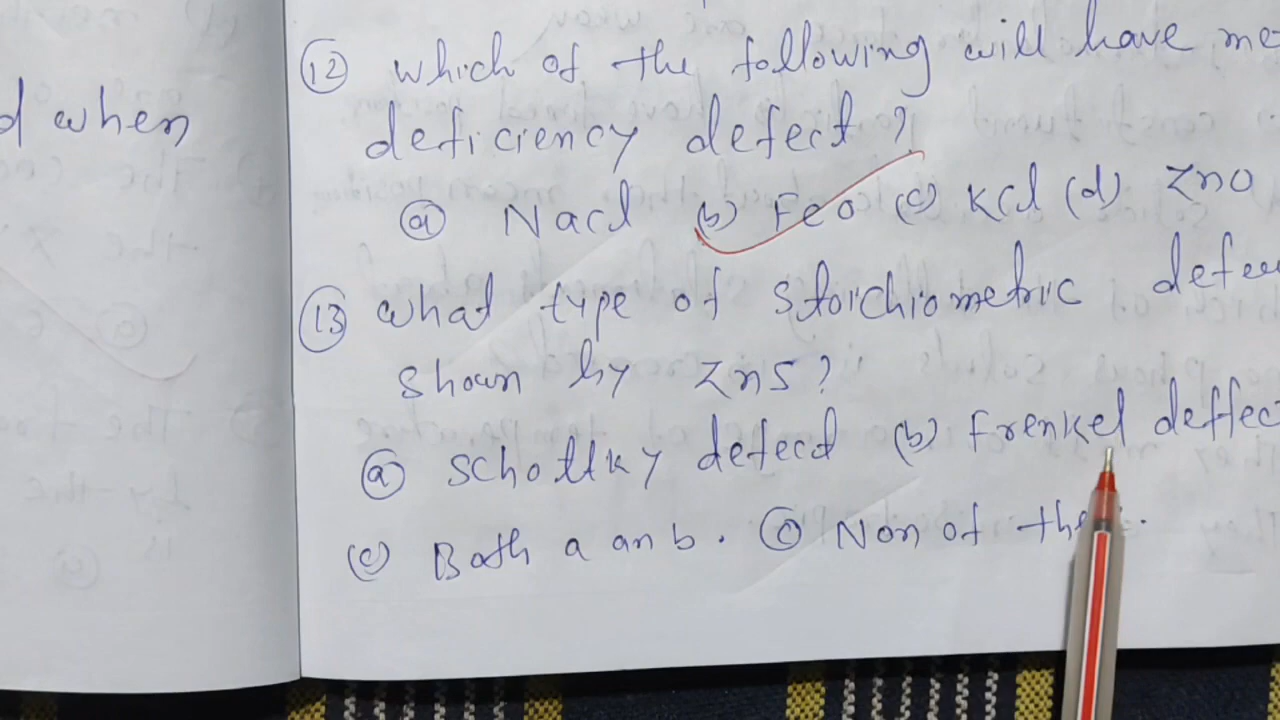 d when
(12) which of the following will have me
deficiency defect ?
(a) Nacl (b) Feo (c) Kcl (d) Zno
(13) what type of stoichiometric defec
shown by ZnS ?
(a) schottky defect (b) Frenkel deffec
(c) Both a an b . (d) Non of the